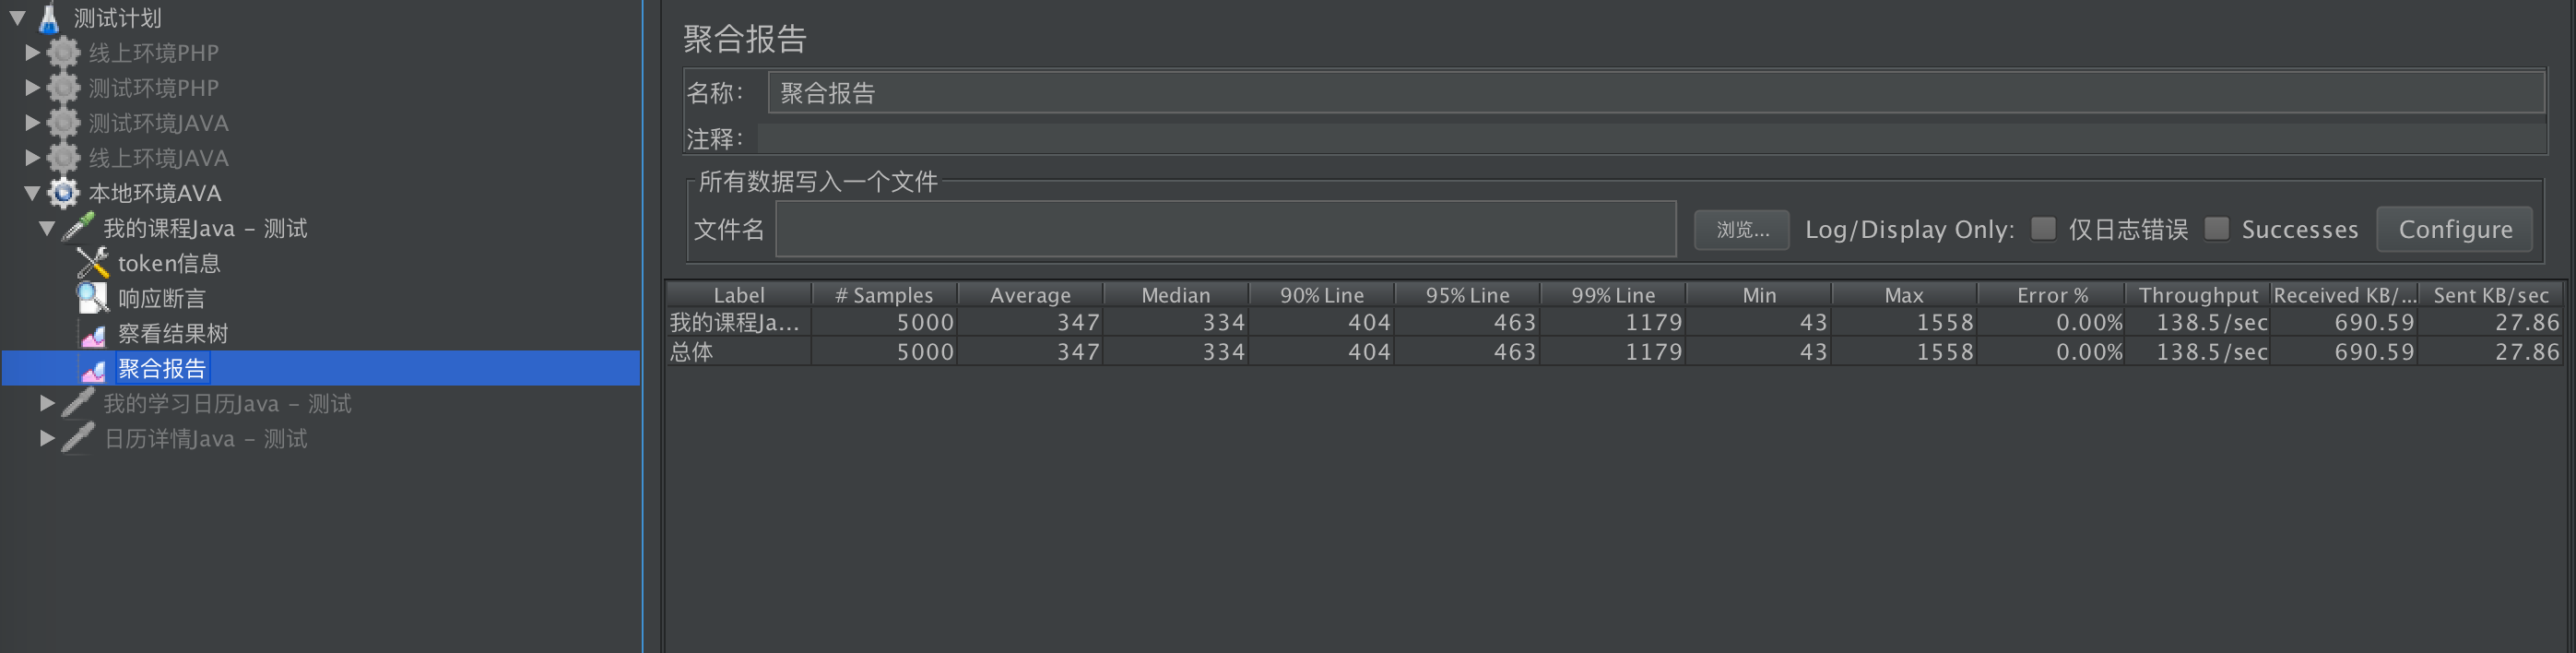 测试计划
线上环境PHP
测试环境PHP
测试环境JAVA
线上环境JAVA
本地环境AVA
我的课程Java - 测试
token信息
响应断言
察看结果树
聚合报告
我的学习日历Java - 测试
日历详情Java - 测试
聚合报告
名称： 聚合报告
注释：
所有数据写入一个文件
文件名 浏览... Log/Display Only: 仅日志错误 Successes Configure
Label # Samples Average Median 90% Line 95% Line 99% Line Min Max Error % Throughput Received KB/... Sent KB/sec
我的课程Ja... 5000 347 334 404 463 1179 43 1558 0.00% 138.5/sec 690.59 27.86
总体 5000 347 334 404 463 1179 43 1558 0.00% 138.5/sec 690.59 27.86